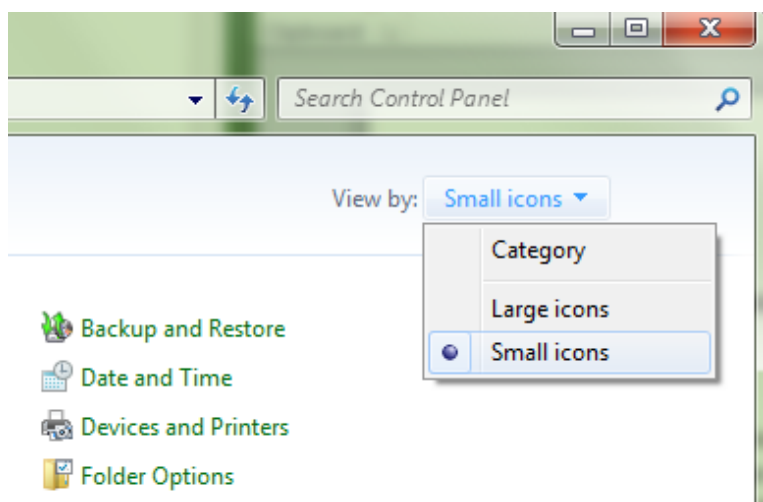 Search Control Panel
View by: Small icons
Category
Large icons
Small icons
Backup and Restore
Date and Time
Devices and Printers
Folder Options